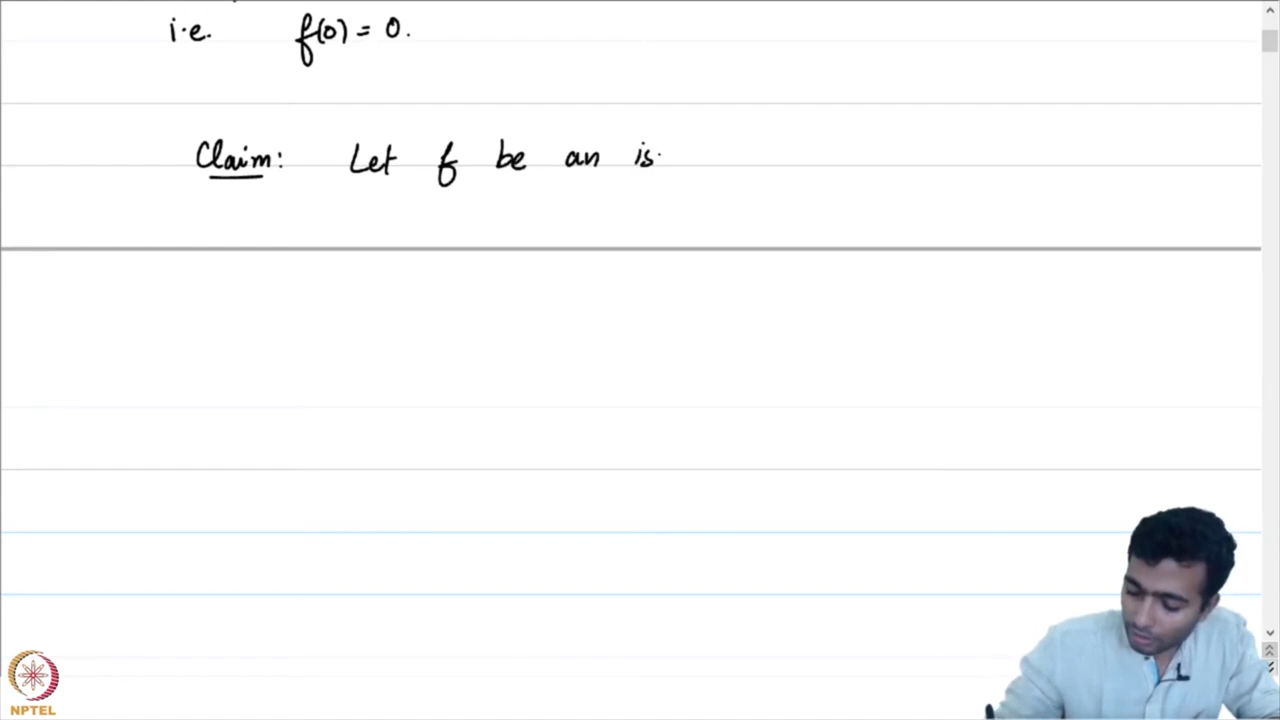 i.e. f(0) = 0.
Claim: Let f be an is
NPTEL